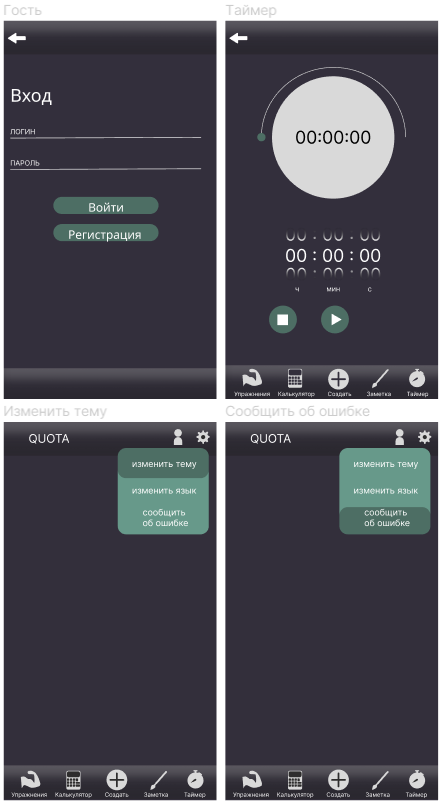 Гость
Вход
ЛОГИН
ПАРОЛЬ
Войти
Регистрация
Таймер
00:00:00
00 : 00 : 00
00 : 00 : 00
00 : 00 : 00
ч мин с
Упражнения Калькулятор Создать Заметка Таймер
Изменить тему
QUOTA
изменить тему
изменить язык
сообщить
об ошибке
Упражнения Калькулятор Создать Заметка Таймер
Сообщить об ошибке
QUOTA
изменить тему
изменить язык
сообщить
об ошибке
Упражнения Калькулятор Создать Заметка Таймер